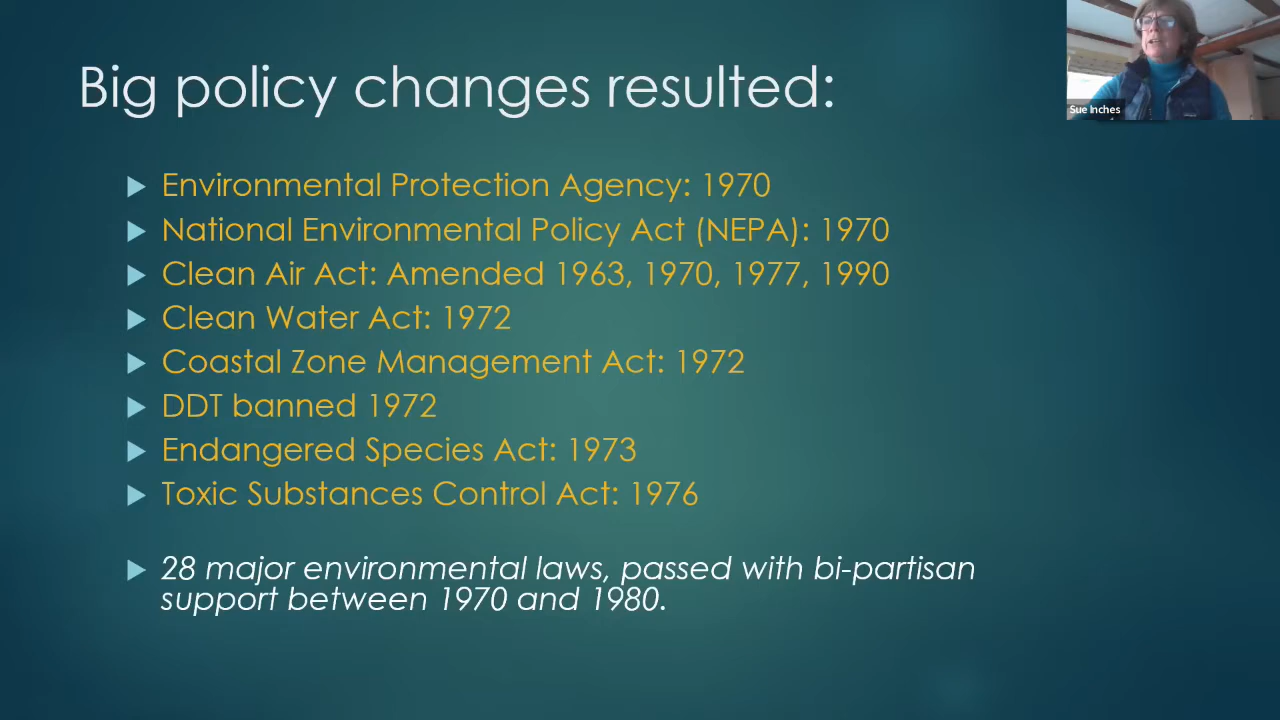 Big policy changes resulted:
Sue Inches
Environmental Protection Agency: 1970
National Environmental Policy Act (NEPA): 1970
Clean Air Act: Amended 1963, 1970, 1977, 1990
Clean Water Act: 1972
Coastal Zone Management Act: 1972
DDT banned 1972
Endangered Species Act: 1973
Toxic Substances Control Act: 1976
28 major environmental laws, passed with bi-partisan
support between 1970 and 1980.